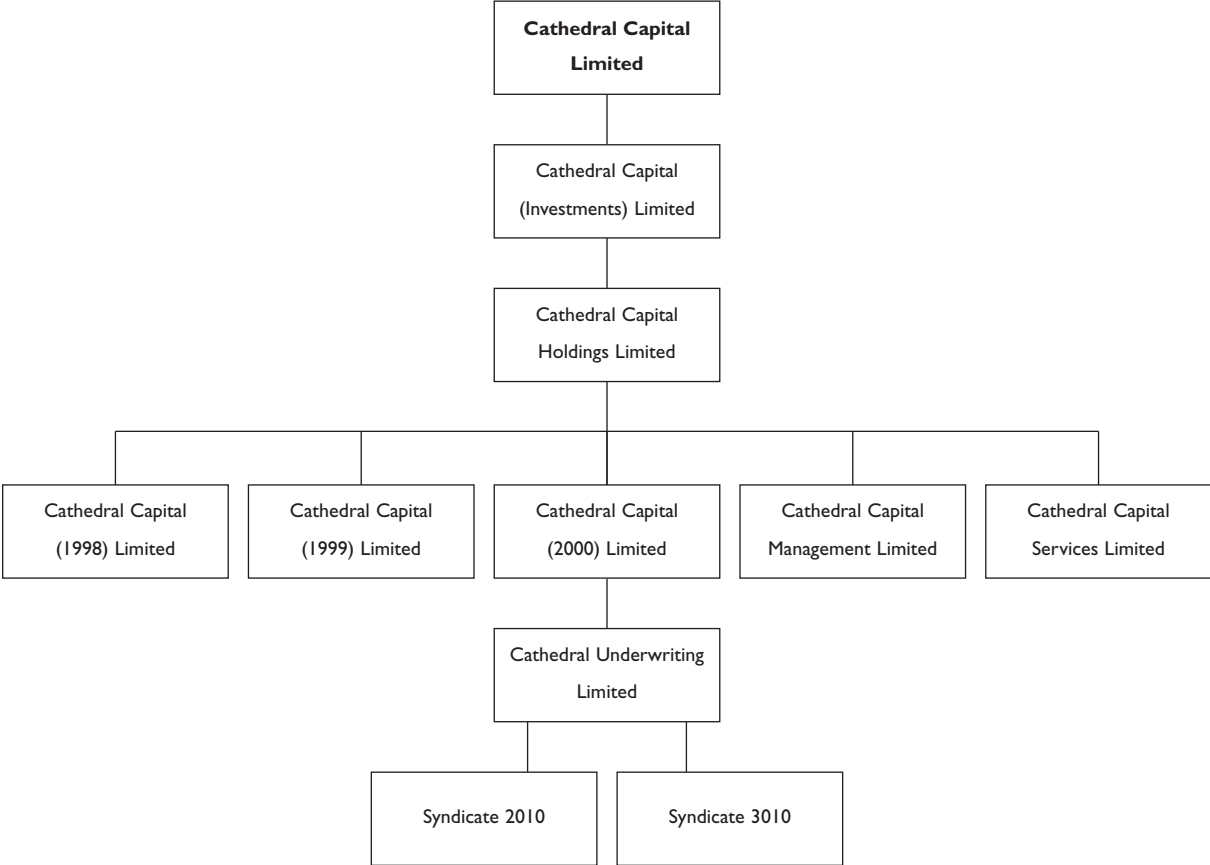 Cathedral Capital
Limited
Cathedral Capital
(Investments) Limited
Cathedral Capital
Holdings Limited
Cathedral Capital
(1998) Limited
Cathedral Capital
(1999) Limited
Cathedral Capital
(2000) Limited
Cathedral Capital
Management Limited
Cathedral Capital
Services Limited
Cathedral Underwriting
Limited
Syndicate 2010
Syndicate 3010